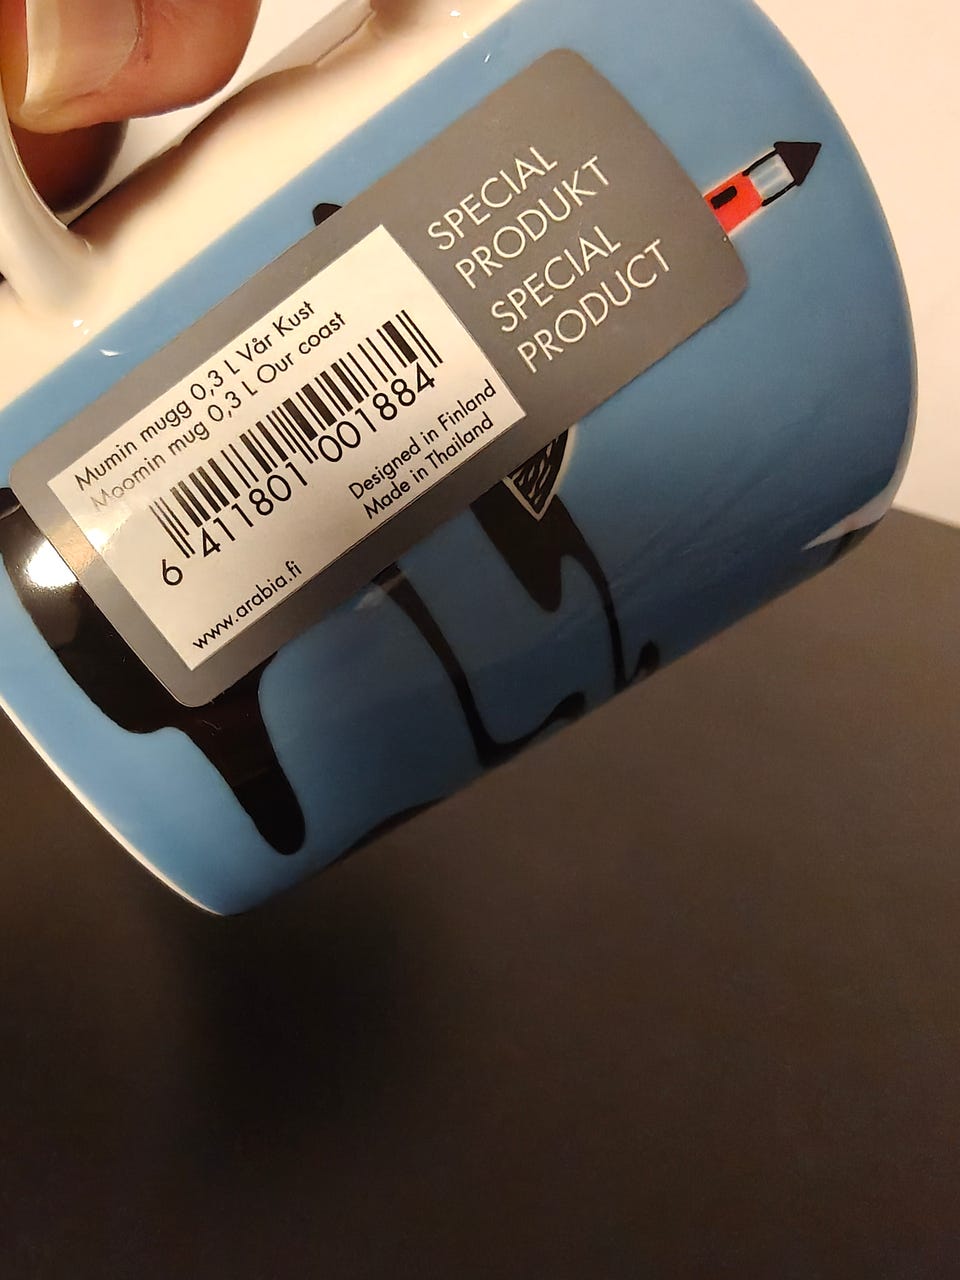 SPECIAL
PRODUKT
SPECIAL
PRODUCT
Mumin mugg 0,3 L Vår Kust
Moomin mug 0,3 L Our coast
6 411801 001884
Designed in Finland
Made in Thailand
www.arabia.fi